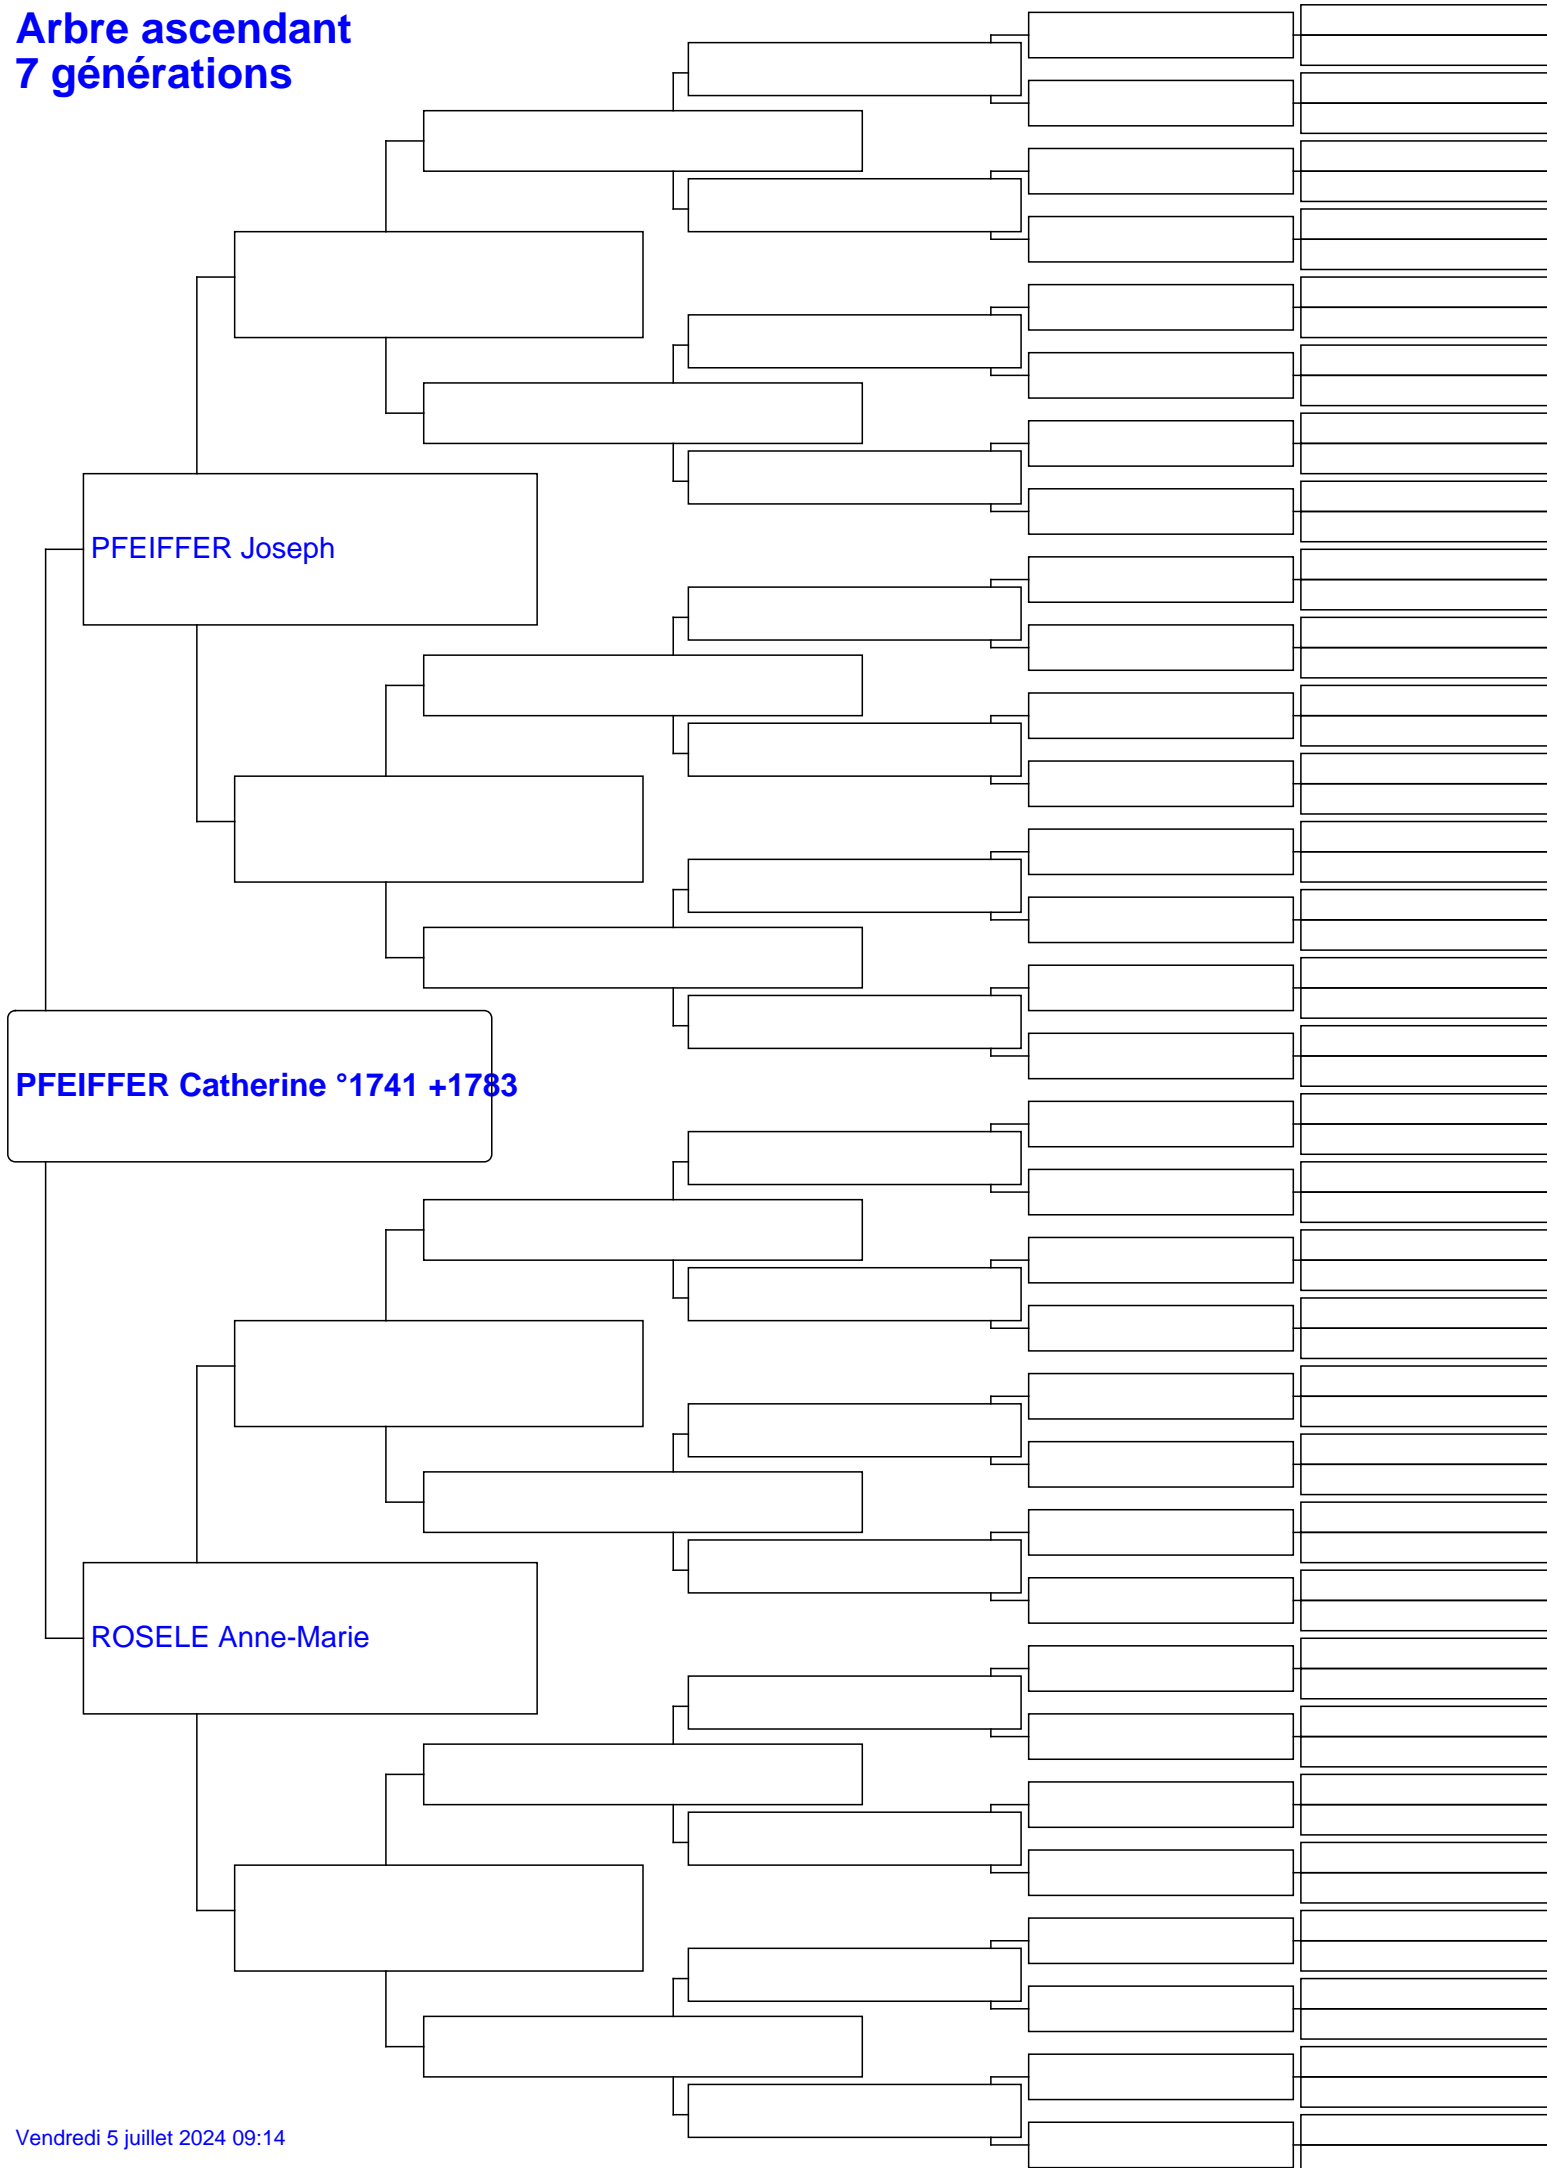 Arbre ascendant
7 générations
PFEIFFER Joseph
PFEIFFER Catherine °1741 +1783
ROSELE Anne-Marie
Vendredi 5 juillet 2024 09:14